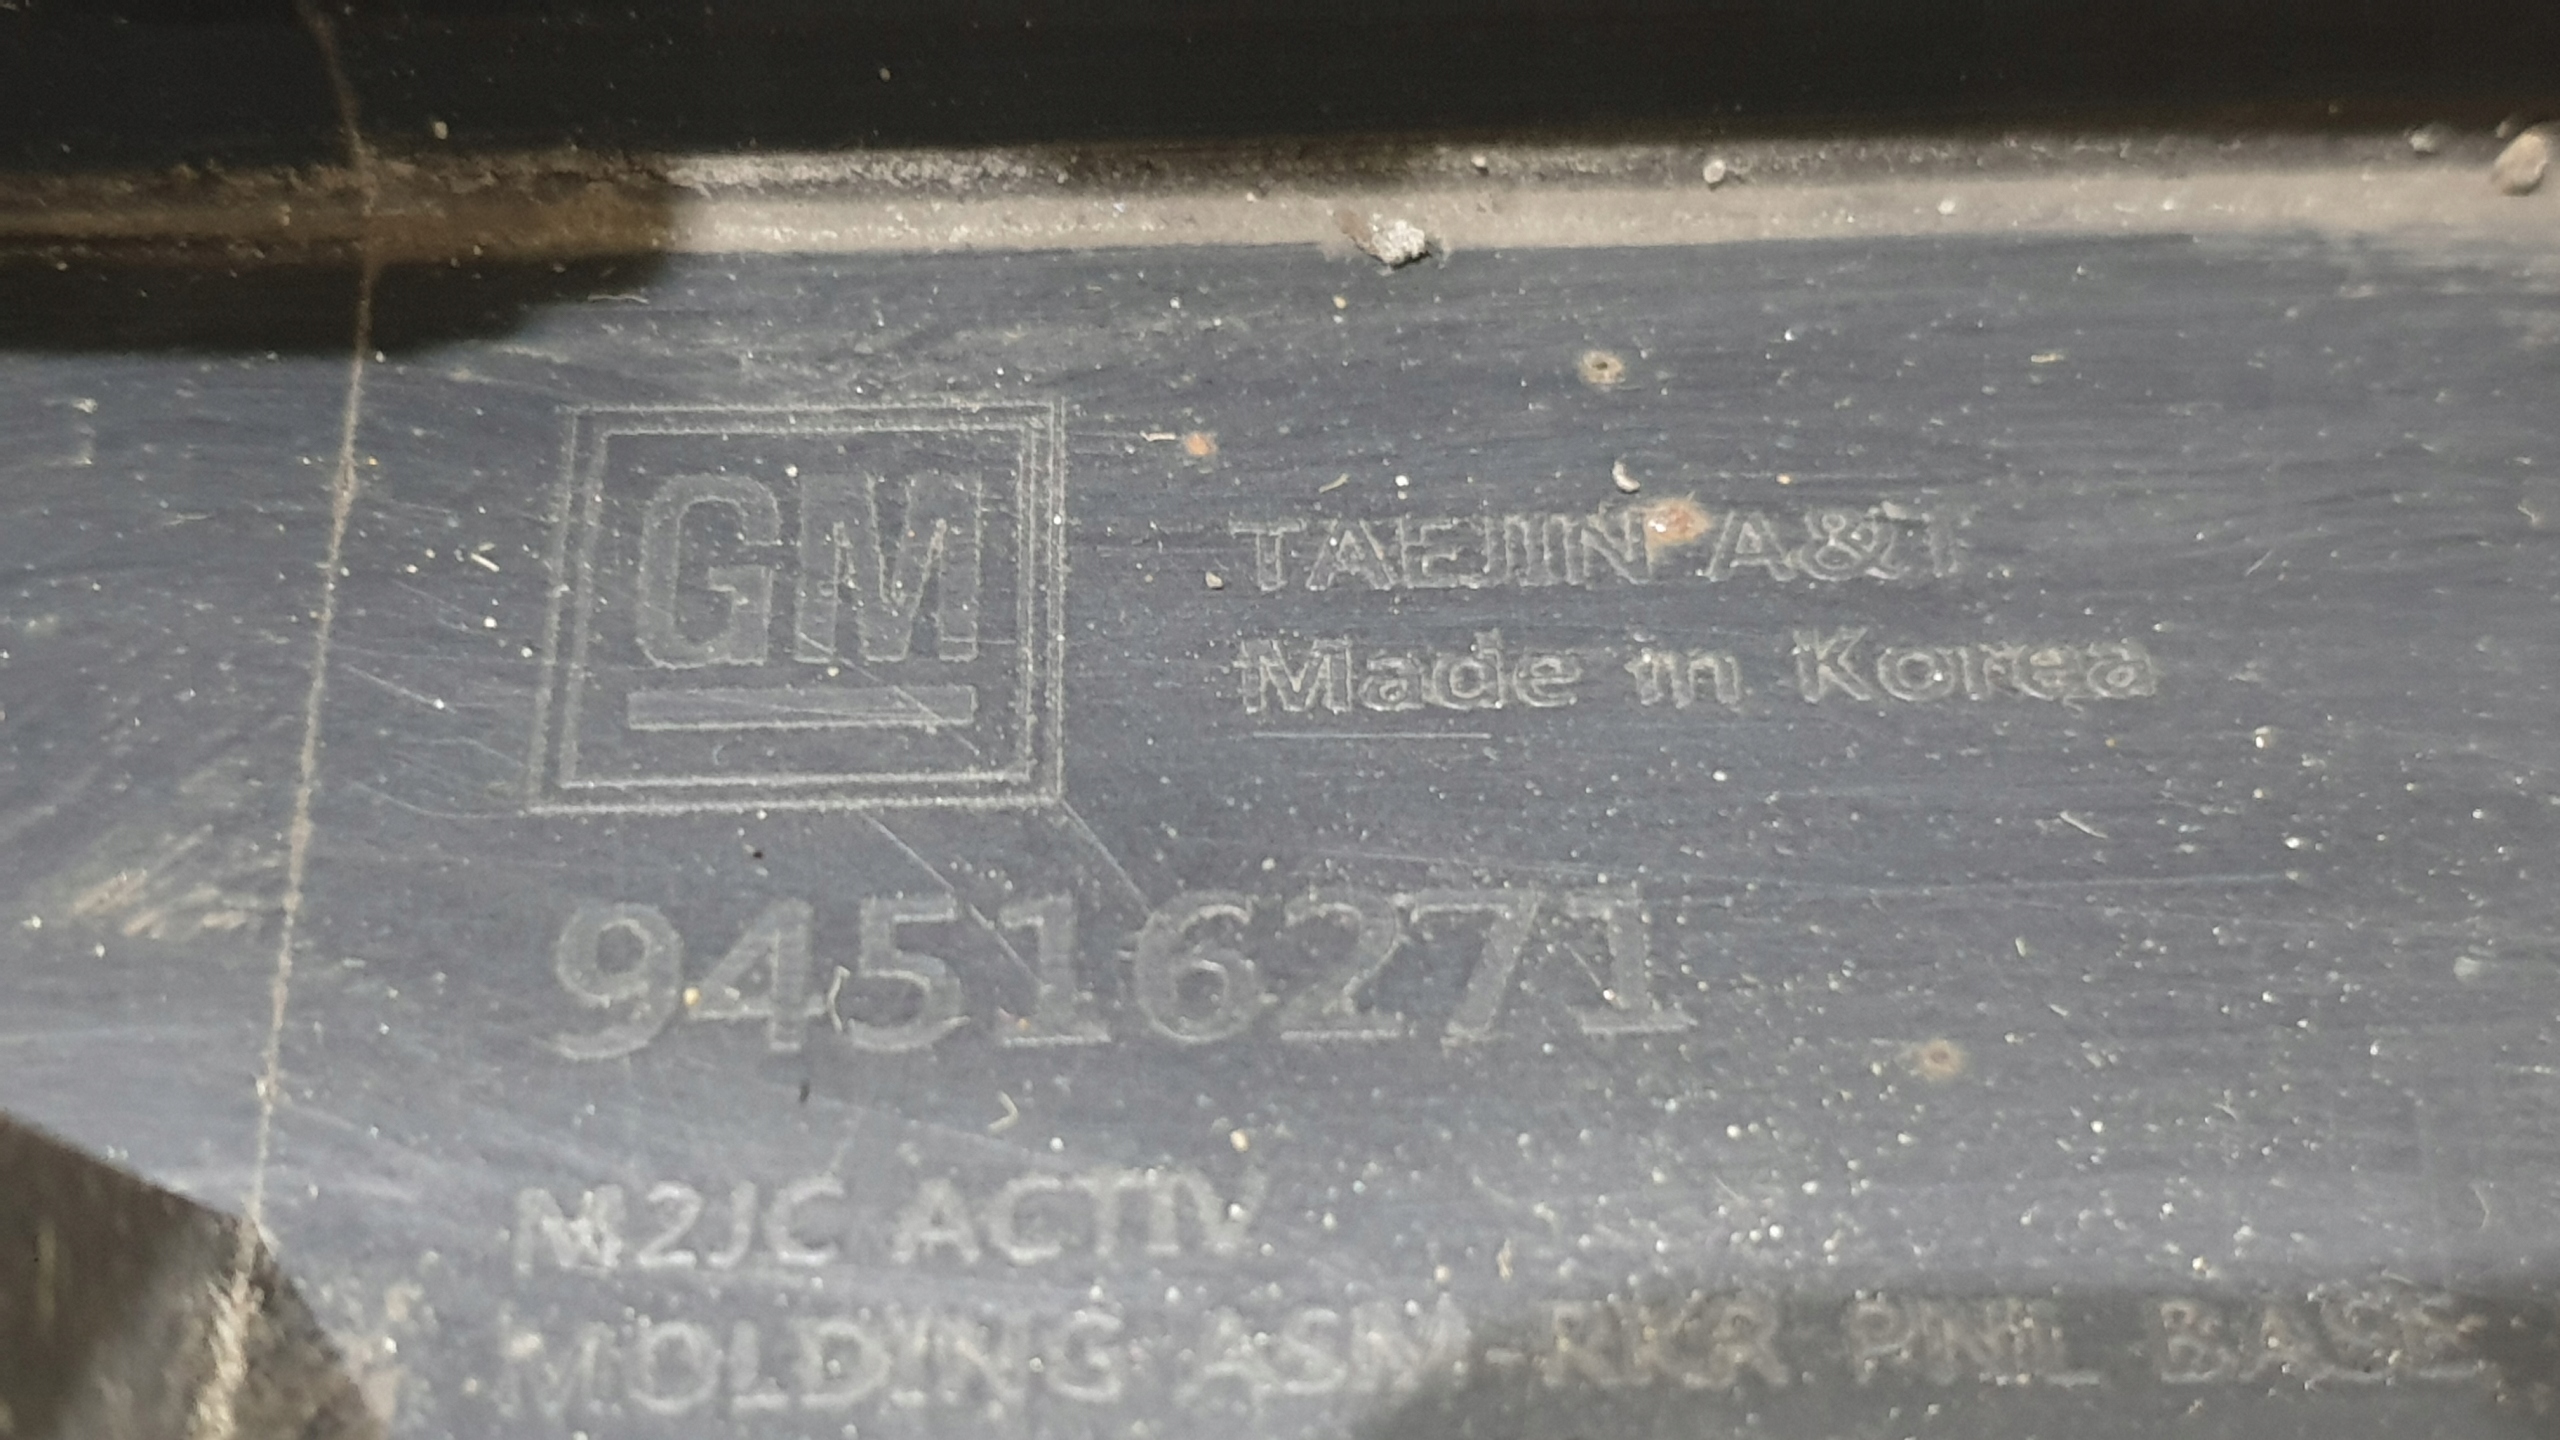 GM
TAEJIN A&T
Made in Korea
94516271
M2JC ACTIV
MOLDING ASM-RKR PNL BASE